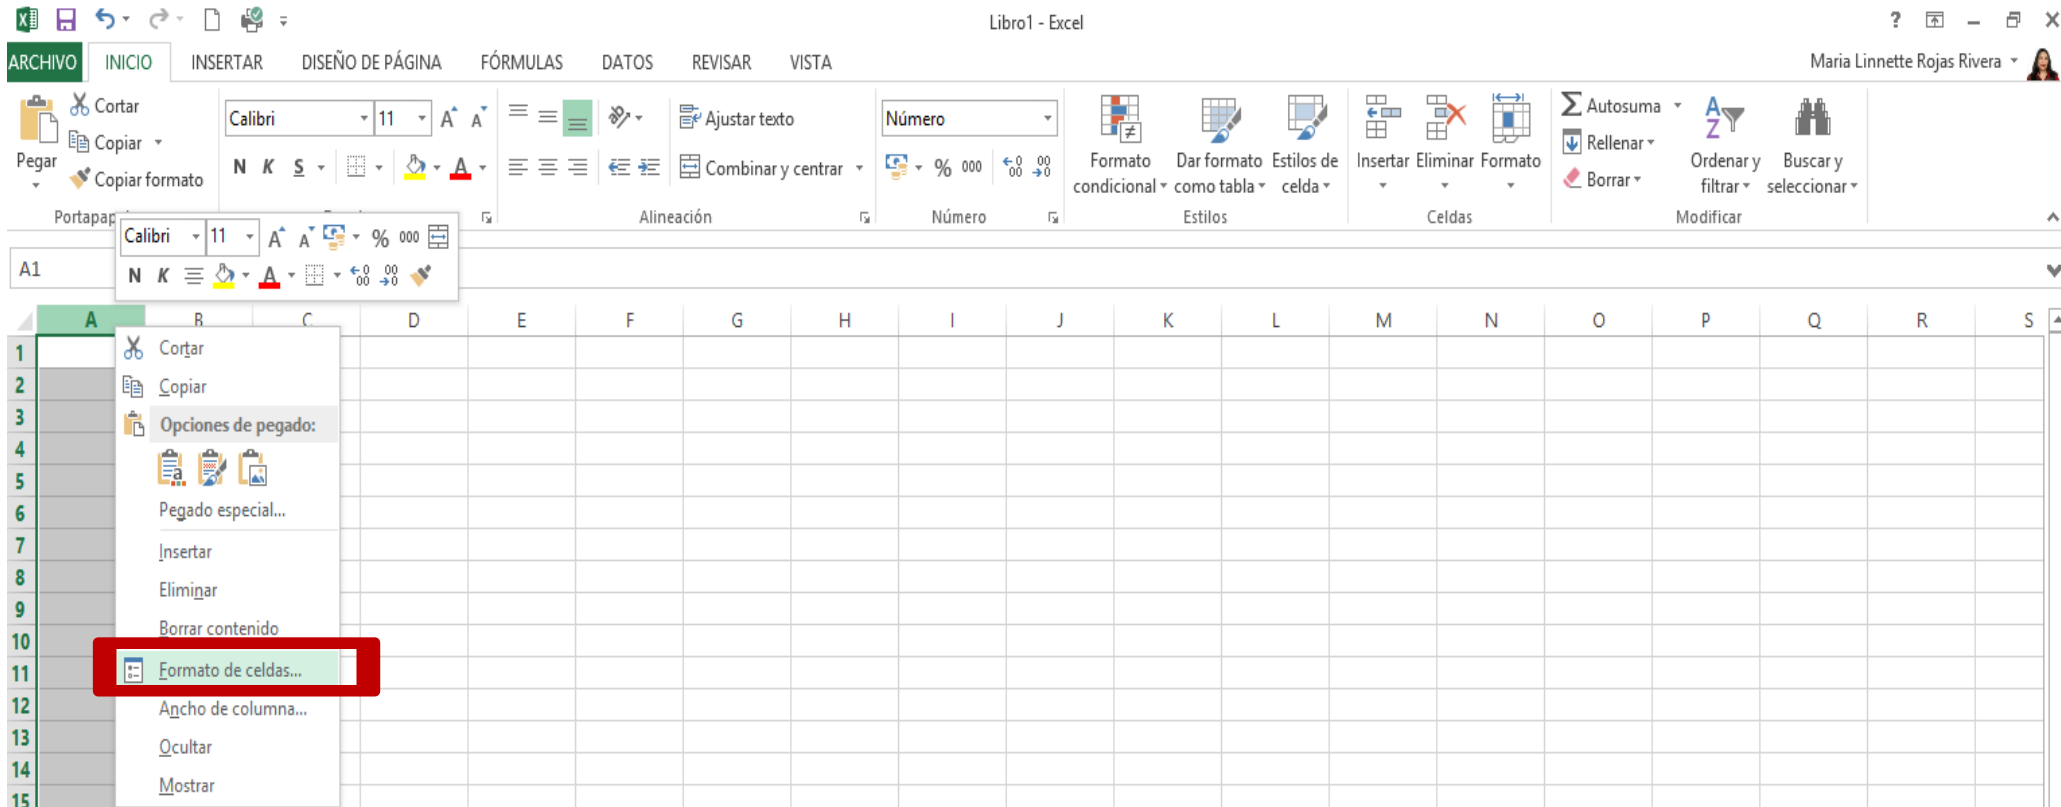 Libro1 - Excel
?
ARCHIVO INICIO INSERTAR DISEÑO DE PÁGINA FÓRMULAS DATOS REVISAR VISTA Maria Linnette Rojas Rivera
Pegar
Cortar
Copiar
Copiar formato
Calibri 11 A A
N K S A
Ajustar texto
Combinar y centrar
Número
% 000
Formato condicional
Dar formato como tabla
Estilos de celda
Insertar Eliminar Formato
Autosuma
Rellenar
Borrar
Ordenar y filtrar
Buscar y seleccionar
Alineación Número Estilos Celdas Modificar
Calibri 11 A A % 000
N K A
A1
A B C D E F G H I J K L M N O P Q R S
1
2
3
4
5
6
7
8
9
10
11
12
13
14
15
Cortar
Copiar
Opciones de pegado:
Pegado especial...
Insertar
Eliminar
Borrar contenido
Formato de celdas...
Ancho de columna...
Ocultar
Mostrar